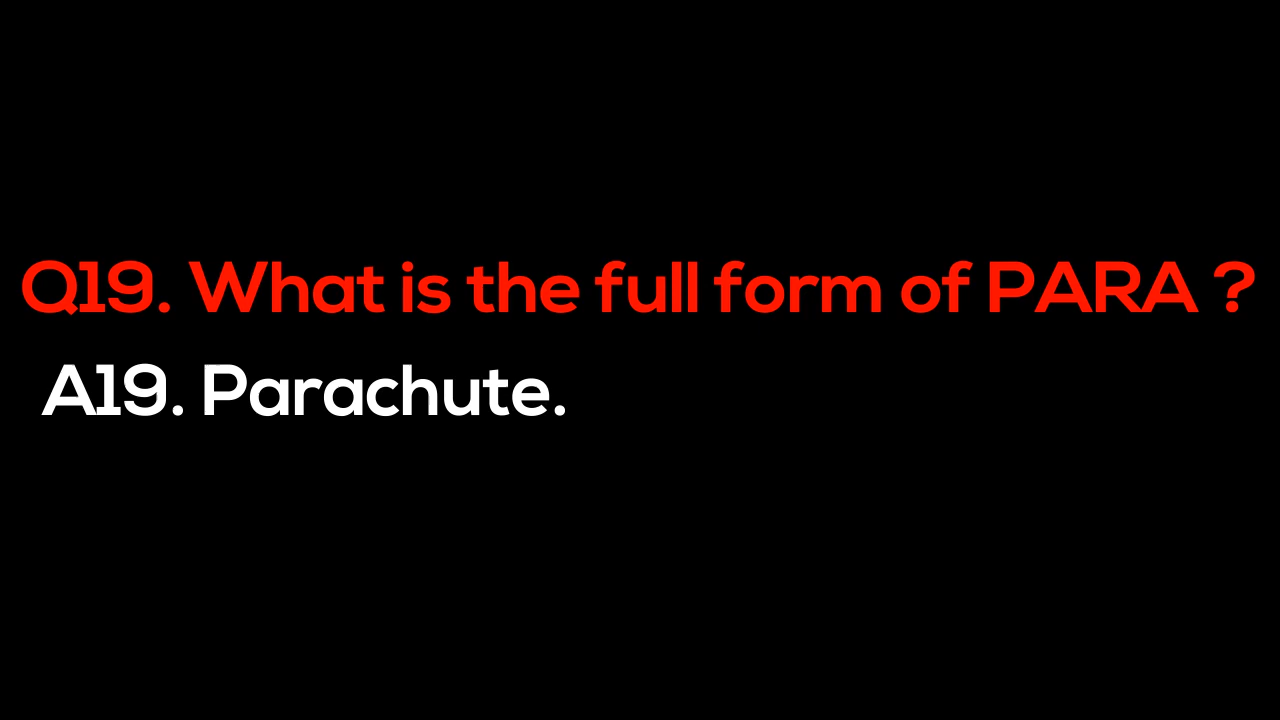 Q19. What is the full form of PARA ?
A19. Parachute.